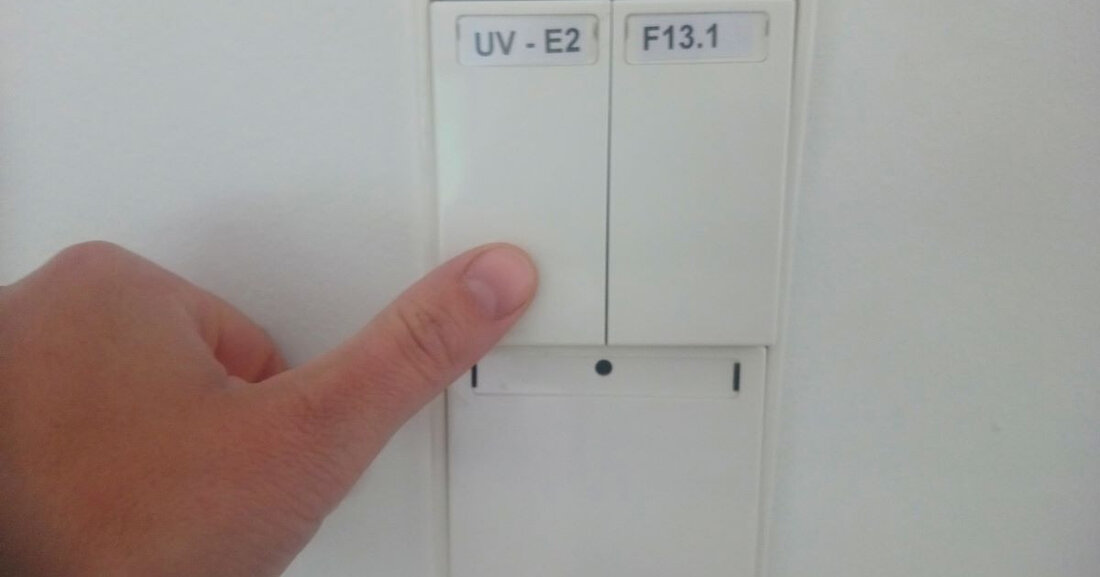 UV - E2
F13.1